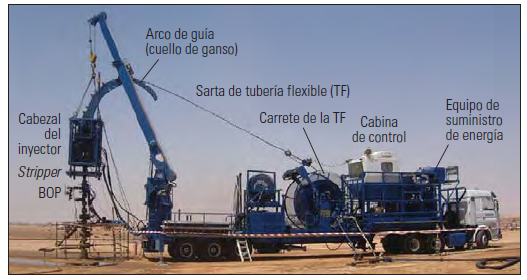 Arco de guía
(cuello de ganso)
Sarta de tubería flexible (TF)
Carrete de la TF
Cabina
de control
Equipo de
suministro
de energía
Cabezal
del
inyector
Stripper
BOP